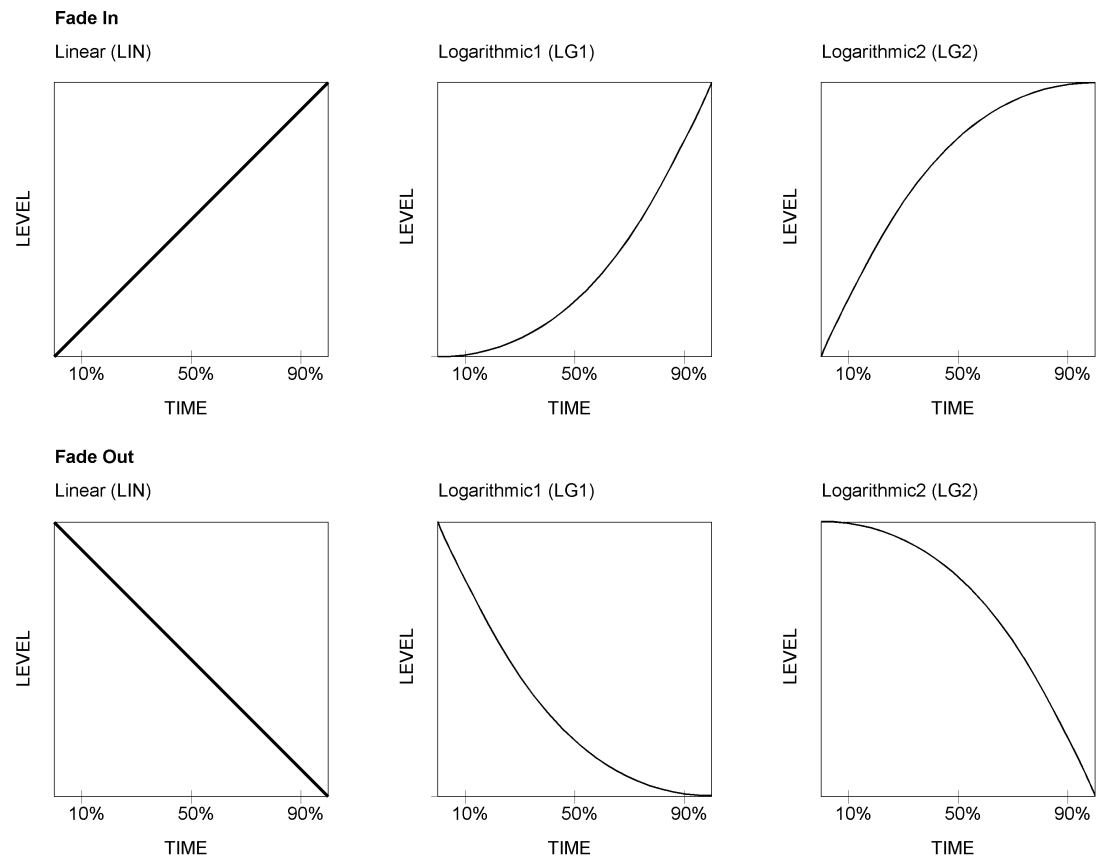 Fade In
Linear (LIN)
Logarithmic1 (LG1)
Logarithmic2 (LG2)
LEVEL
LEVEL
LEVEL
10% 50% 90%
10% 50% 90%
10% 50% 90%
TIME
TIME
TIME
Fade Out
Linear (LIN)
Logarithmic1 (LG1)
Logarithmic2 (LG2)
LEVEL
LEVEL
LEVEL
10% 50% 90%
10% 50% 90%
10% 50% 90%
TIME
TIME
TIME